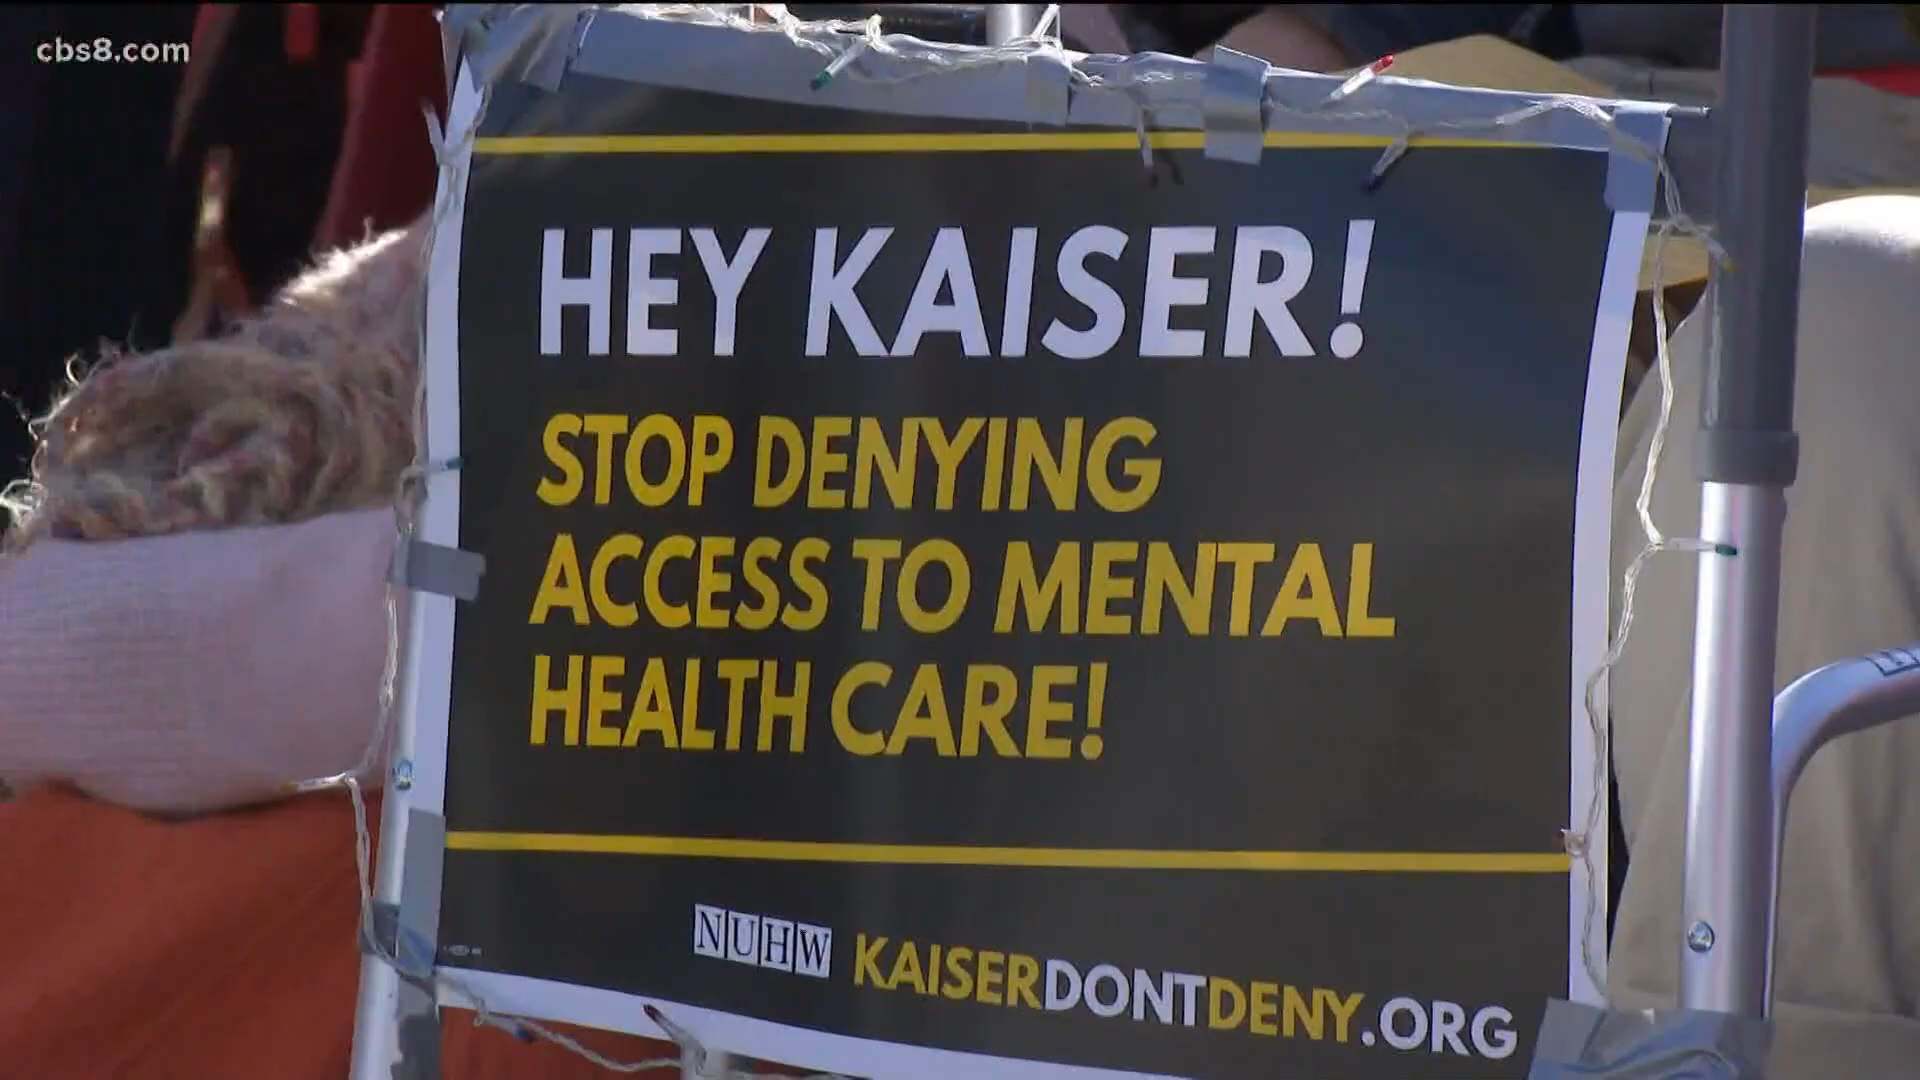 cbs8.com
HEY KAISER!
STOP DENYING
ACCESS TO MENTAL
HEALTH CARE!
NUHW KAISERDONTDENY.ORG